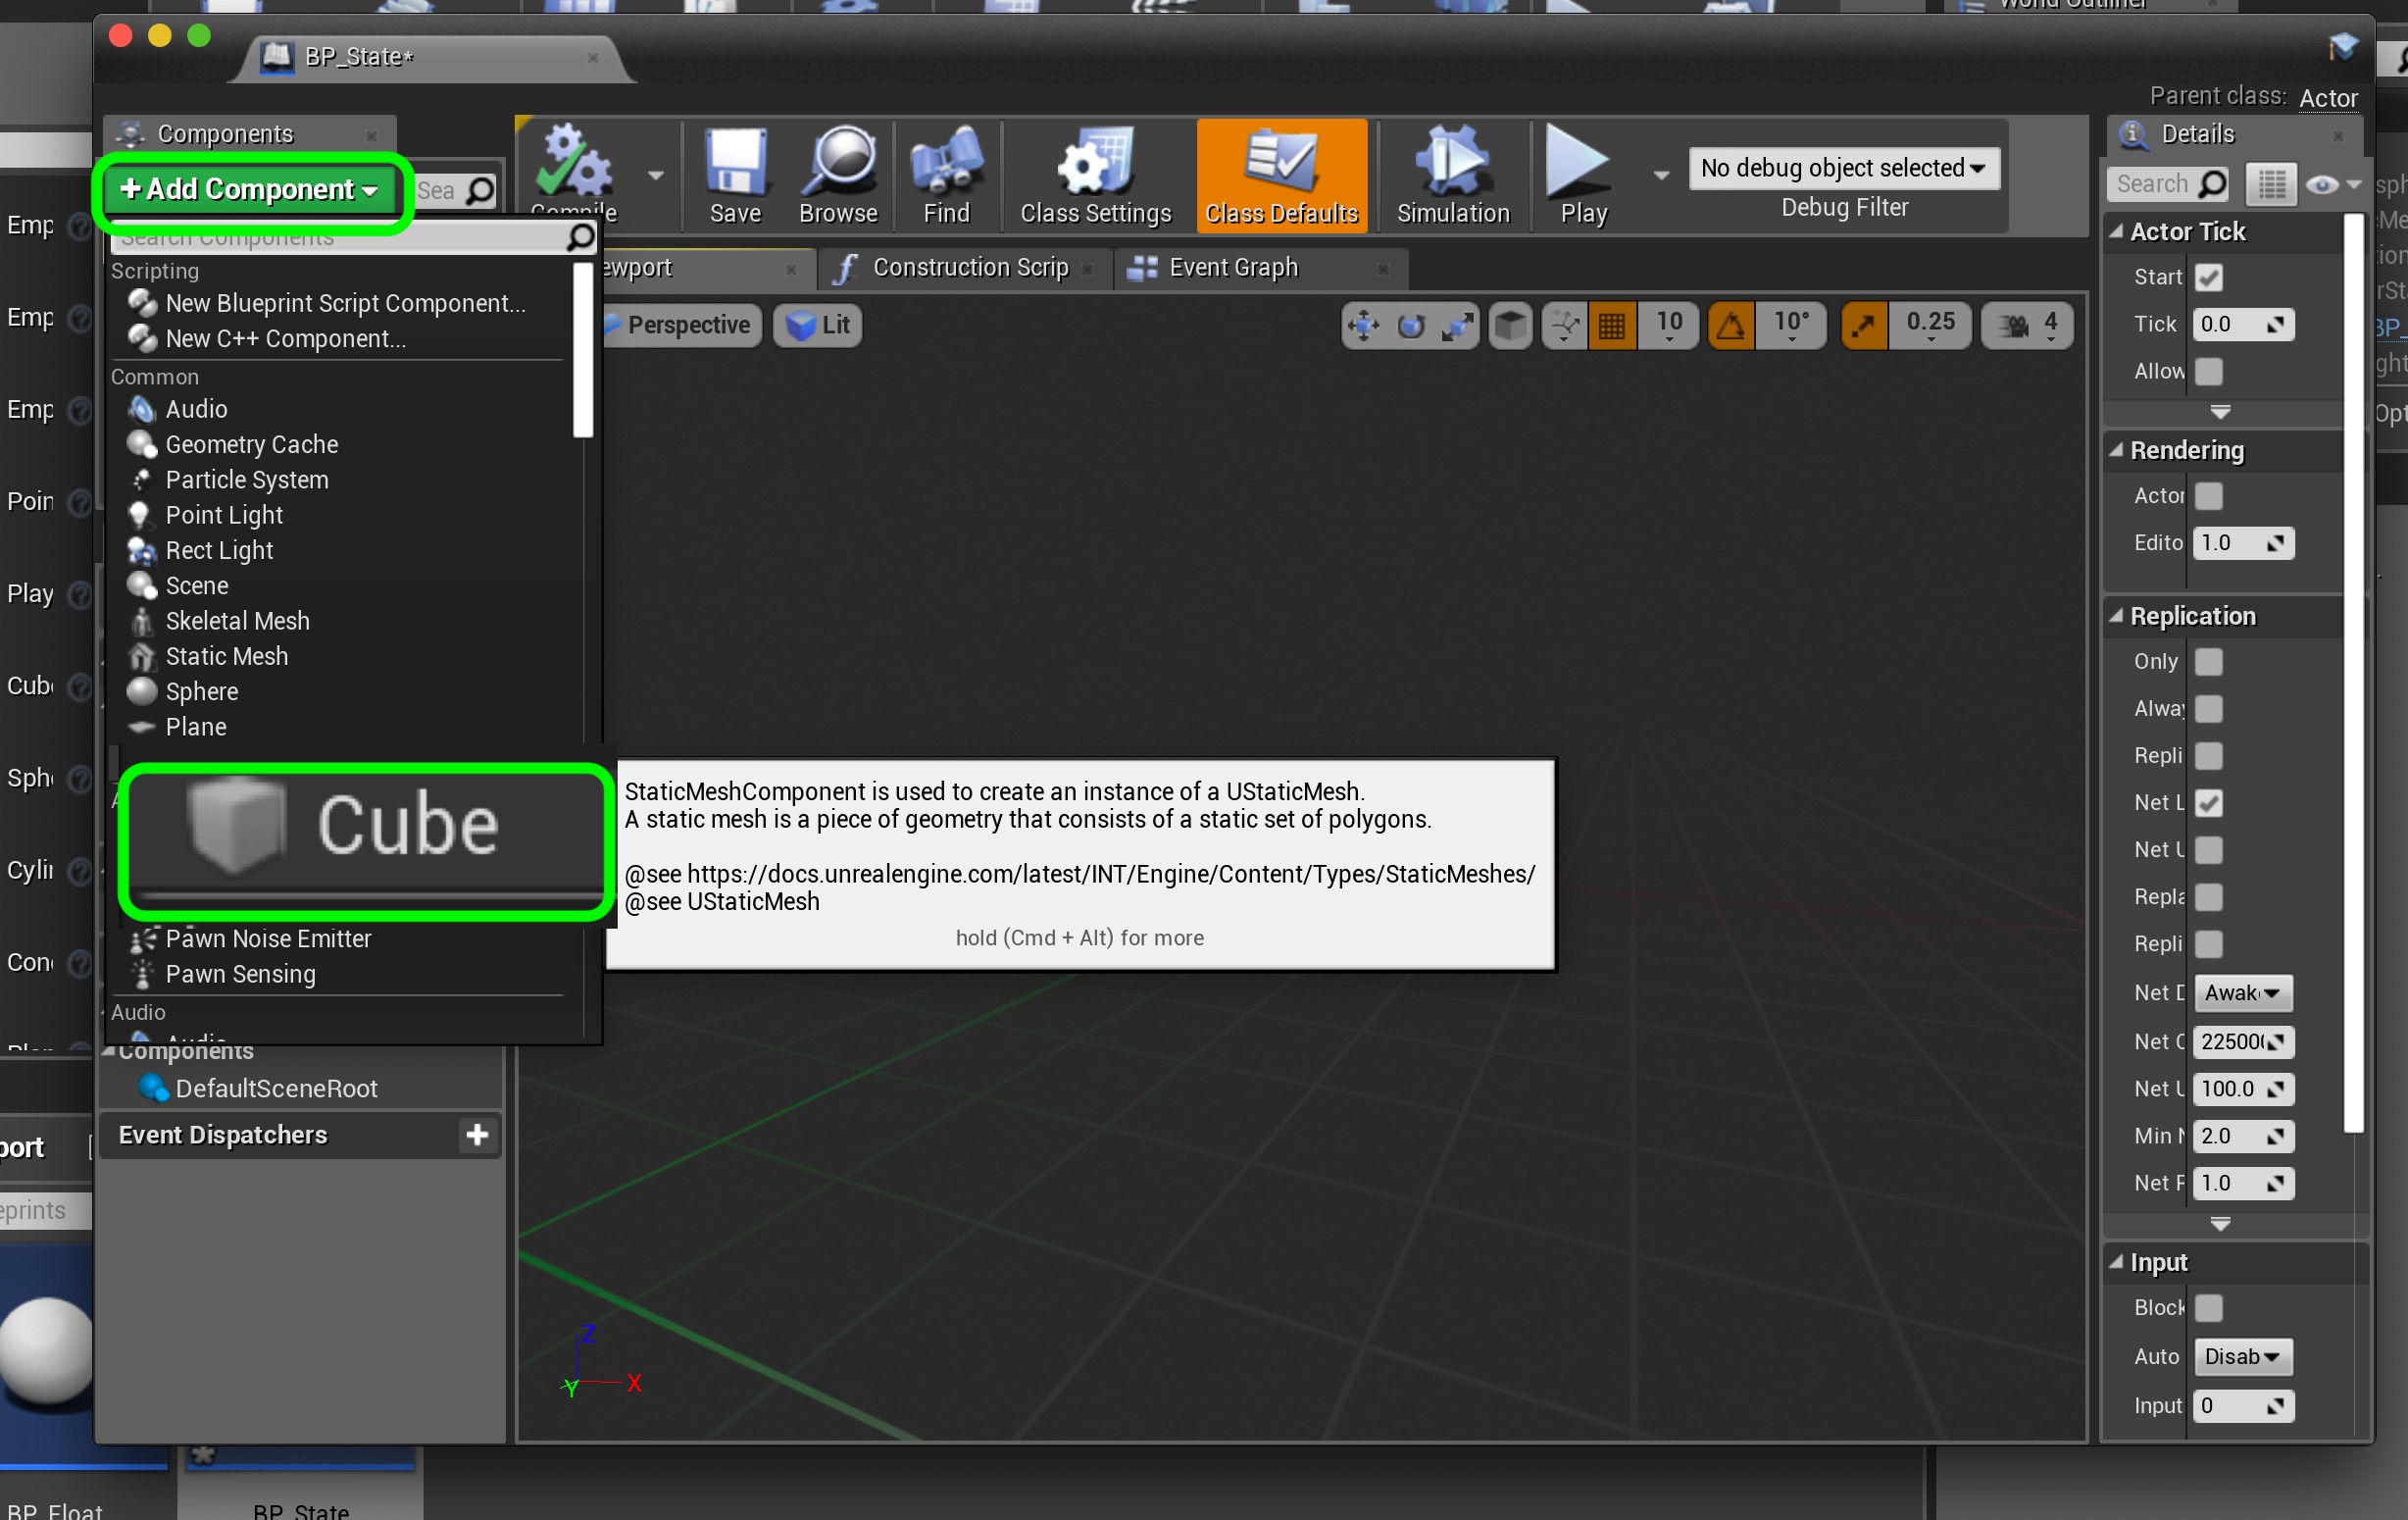 World Outliner
BP_State*
Parent class: Actor
Components
Details
+ Add Component
Sea
Compile
Save
Browse
Find
Class Settings
Class Defaults
Simulation
Play
No debug object selected
Debug Filter
Search
Search Components
Scripting
New Blueprint Script Component...
New C++ Component...
Common
Audio
Geometry Cache
Particle System
Point Light
Rect Light
Scene
Skeletal Mesh
Static Mesh
Sphere
Plane
Cube
Pawn Noise Emitter
Pawn Sensing
Audio
Audio
Components
DefaultSceneRoot
Event Dispatchers
ewport
Construction Scrip
Event Graph
Perspective
Lit
10
10°
0.25
4
StaticMeshComponent is used to create an instance of a UStaticMesh.
A static mesh is a piece of geometry that consists of a static set of polygons.
@see https://docs.unrealengine.com/latest/INT/Engine/Content/Types/StaticMeshes/
@see UStaticMesh
hold (Cmd + Alt) for more
Z
Y
X
Actor Tick
Start
Tick 0.0
Allow
Rendering
Actor
Edito 1.0
Replication
Only
Alway
Repli
Net L
Net U
Repla
Repli
Net D Awak
Net C 22500
Net U 100.0
Min N 2.0
Net P 1.0
Input
Block
Auto Disab
Input 0
Emp
Emp
Emp
Poin
Play
Cub
Sph
Cylin
Con
port
eprints
BP_Float
BP_State
BP_
ght
Opt